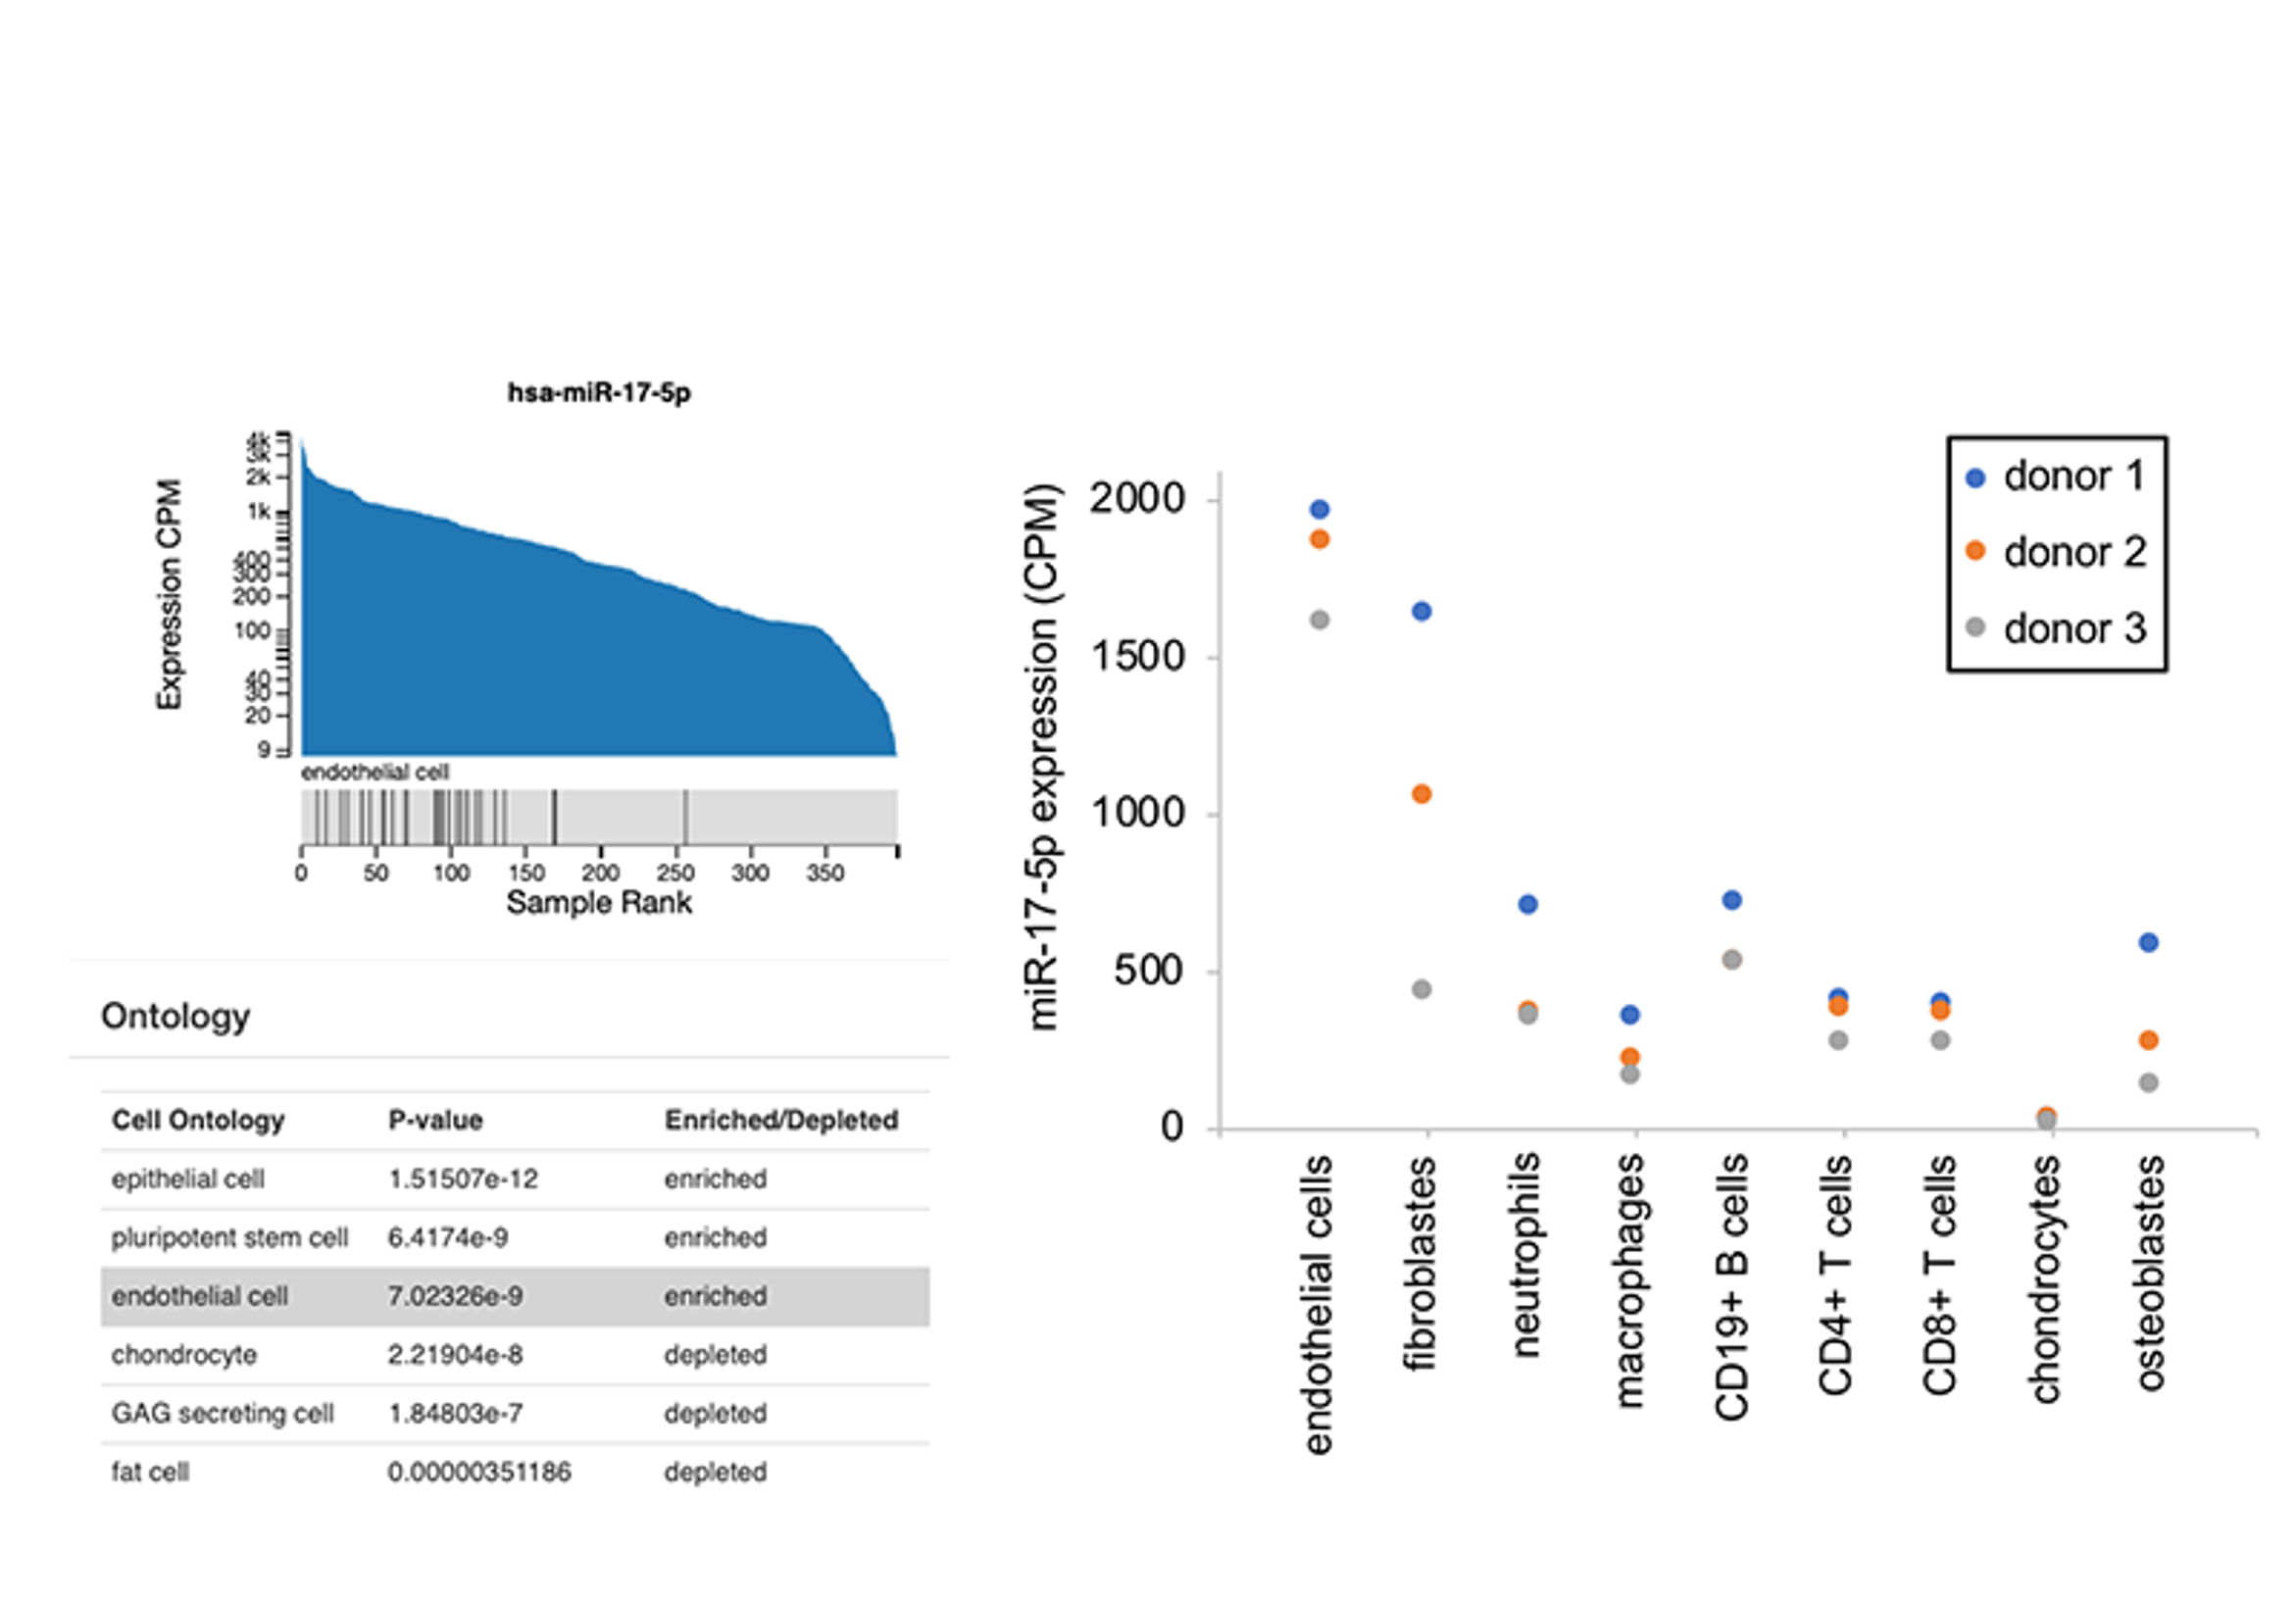 hsa-miR-17-5p
Expression CPM
4k
3k
2k
1k
400
300
200
100
40
30
20
9
endothelial cell
0 50 100 150 200 250 300 350
Sample Rank
Ontology
Cell Ontology P-value Enriched/Depleted
epithelial cell 1.51507e-12 enriched
pluripotent stem cell 6.4174e-9 enriched
endothelial cell 7.02326e-9 enriched
chondrocyte 2.21904e-8 depleted
GAG secreting cell 1.84803e-7 depleted
fat cell 0.00000351186 depleted
miR-17-5p expression (CPM)
2000
1500
1000
500
0
donor 1
donor 2
donor 3
endothelial cells
fibroblastes
neutrophils
macrophages
CD19+ B cells
CD4+ T cells
CD8+ T cells
chondrocytes
osteoblastes